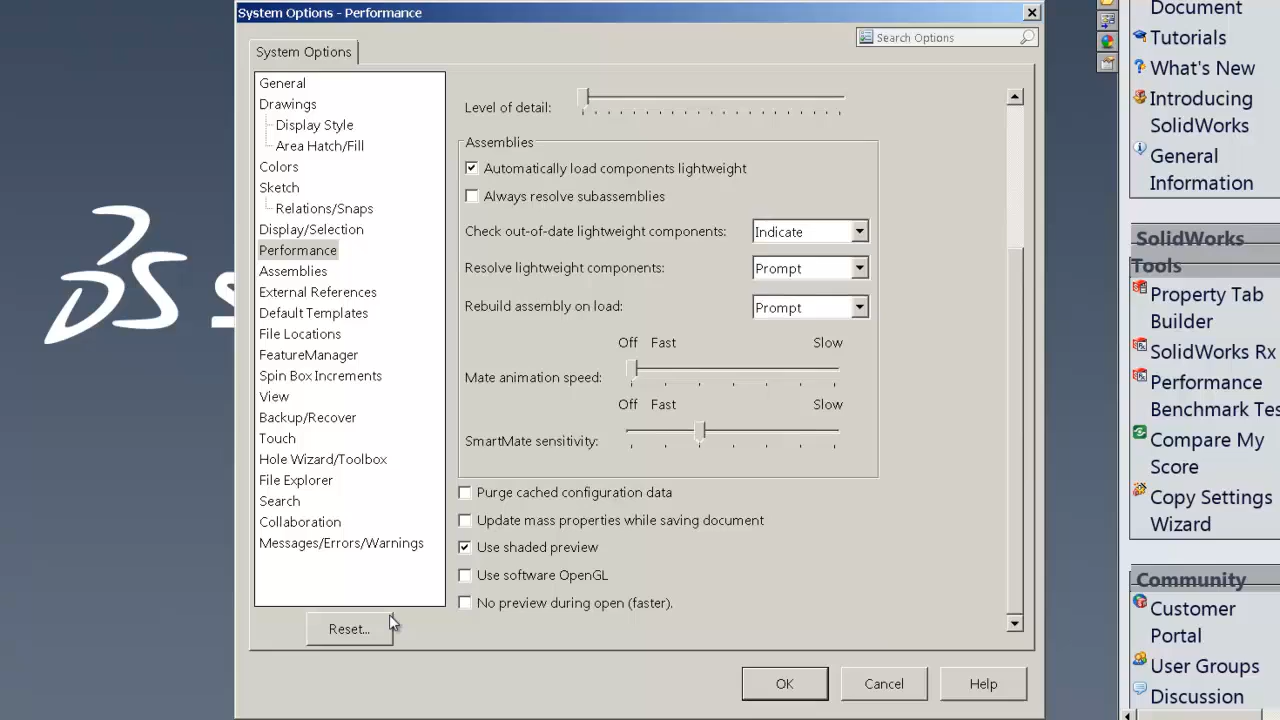 System Options - Performance
Search Options
System Options
General
Drawings
Display Style
Area Hatch/Fill
Colors
Sketch
Relations/Snaps
Display/Selection
Performance
Assemblies
External References
Default Templates
File Locations
FeatureManager
Spin Box Increments
View
Backup/Recover
Touch
Hole Wizard/Toolbox
File Explorer
Search
Collaboration
Messages/Errors/Warnings
Reset...
Level of detail:
Assemblies
Automatically load components lightweight
Always resolve subassemblies
Check out-of-date lightweight components: Indicate
Resolve lightweight components: Prompt
Rebuild assembly on load: Prompt
Off Fast Slow
Mate animation speed:
Off Fast Slow
SmartMate sensitivity:
Purge cached configuration data
Update mass properties while saving document
Use shaded preview
Use software OpenGL
No preview during open (faster).
OK Cancel Help
Document
Tutorials
What's New
Introducing
SolidWorks
General
Information
SolidWorks
Tools
Property Tab
Builder
SolidWorks Rx
Performance
Benchmark Te
Compare My
Score
Copy Settings
Wizard
Community
Customer
Portal
User Groups
Discussion